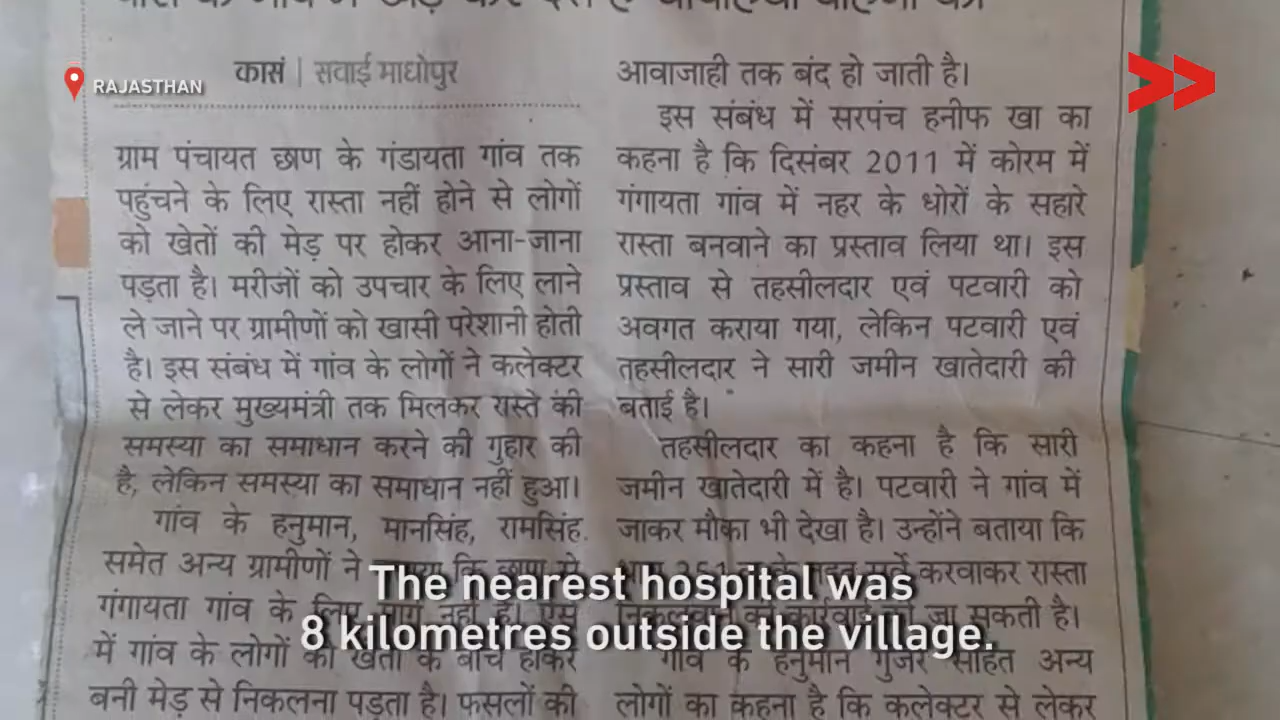 RAJASTHAN
कासं | सवाई माधोपुर
ग्राम पंचायत छाण के गंडायता गांव तक
पहुंचने के लिए रास्ता नहीं होने से लोगों
को खेतों की मेड़ पर होकर आना-जाना
पड़ता है। मरीजों को उपचार के लिए लाने
ले जाने पर ग्रामीणों को खासी परेशानी होती
है। इस संबंध में गांव के लोगों ने कलेक्टर
से लेकर मुख्यमंत्री तक मिलकर रास्ते की
समस्या का समाधान करने की गुहार की
है, लेकिन समस्या का समाधान नहीं हुआ।
गांव के हनुमान, मानसिंह, रामसिंह
समेत अन्य ग्रामीणों ने कि
गंगायता गांव के लिए नहीं है।
में गांव के लोगों को खेतों के बीच होकर
बनी मेड़ से निकलना पड़ता है। फसलों की
आवाजाही तक बंद हो जाती है।
इस संबंध में सरपंच हनीफ खा का
कहना है कि दिसंबर 2011 में कोरम में
गंगायता गांव में नहर के धोरों के सहारे
रास्ता बनवाने का प्रस्ताव लिया था। इस
प्रस्ताव से तहसीलदार एवं पटवारी को
अवगत कराया गया, लेकिन पटवारी एवं
तहसीलदार ने सारी जमीन खातेदारी की
बताई है।
तहसीलदार का कहना है कि सारी
जमीन खातेदारी में है। पटवारी ने गांव में
जाकर मौका भी देखा है। उन्होंने बताया कि
करवाकर रास्ता
जा सकती है।
गांव के हनुमान गुर्जर सहित अन्य
लोगों का कहना है कि कलेक्टर से लेकर
The nearest hospital was
8 kilometres outside the village.